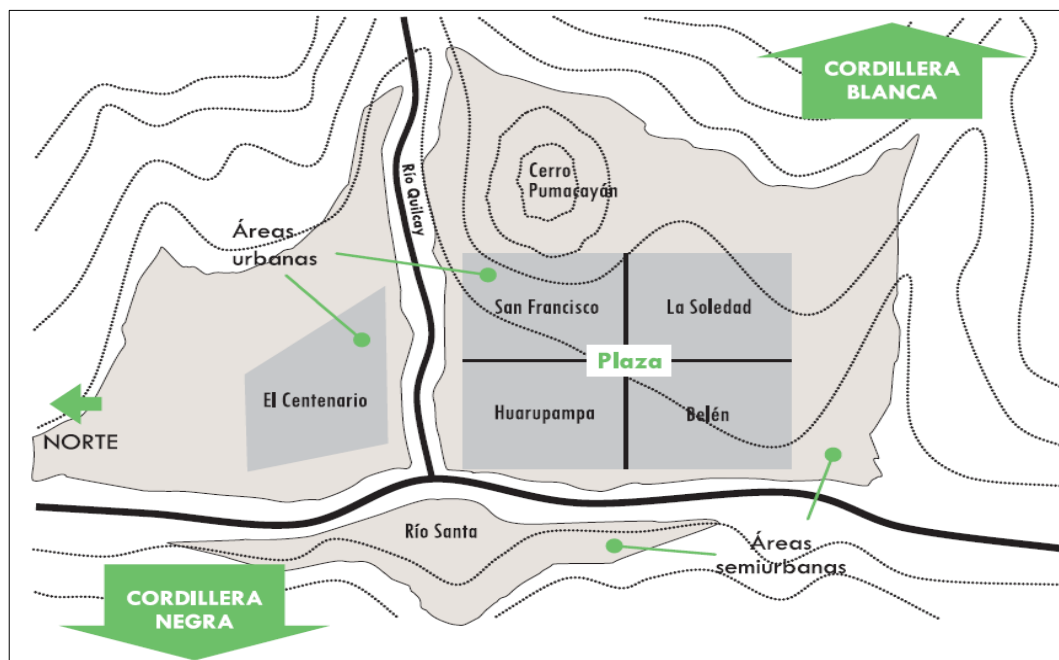 CORDILLERA
BLANCA
Río Quilcay
Cerro
Pumacayán
Áreas
urbanas
San Francisco
La Soledad
Plaza
El Centenario
Huarupampa
Belén
NORTE
Río Santa
Áreas
semiurbanas
CORDILLERA
NEGRA